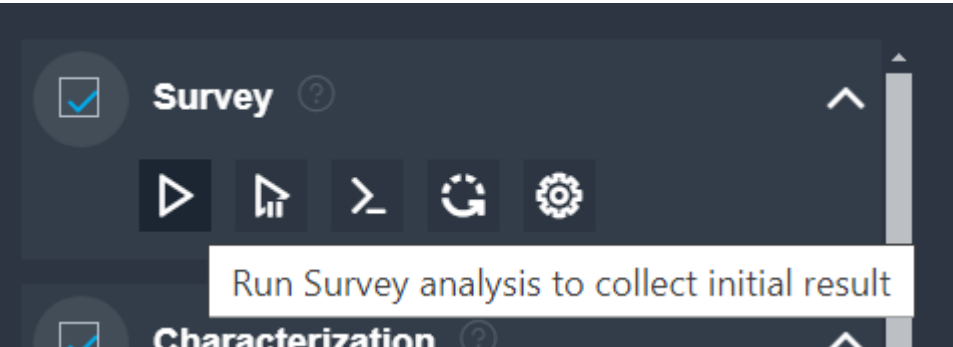 Survey ?
Run Survey analysis to collect initial result
Characterization ?